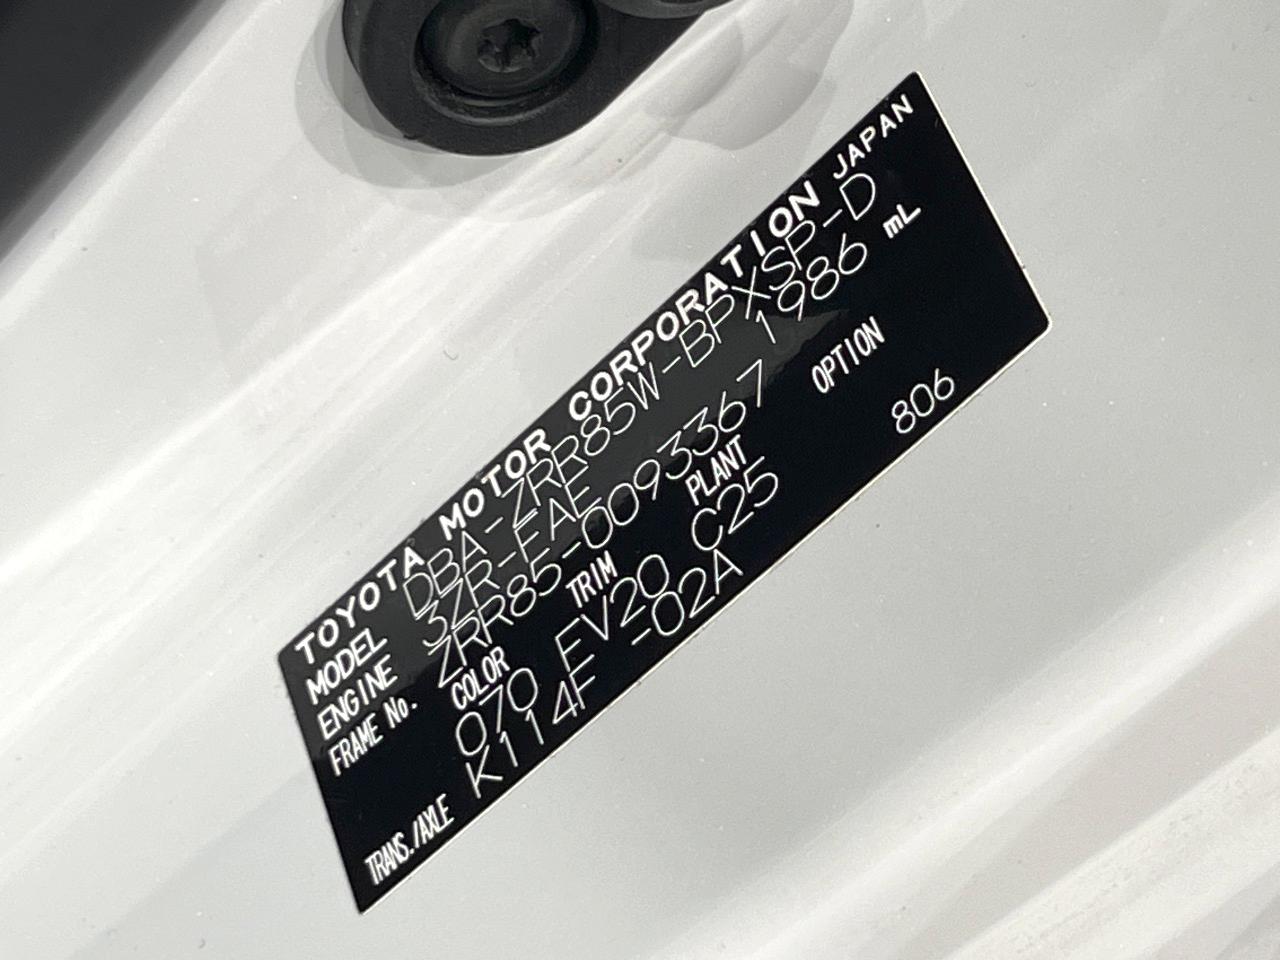 TOYOTA MOTOR CORPORATION JAPAN
MODEL DBA-ZRR85W-BPXSP-D
ENGINE 3ZR-FAE 1986 mL
FRAME No. ZRR85-0093367
COLOR TRIM PLANT OPTION
070 EV20 C25 806
TRANS./AXLE K114F -02A